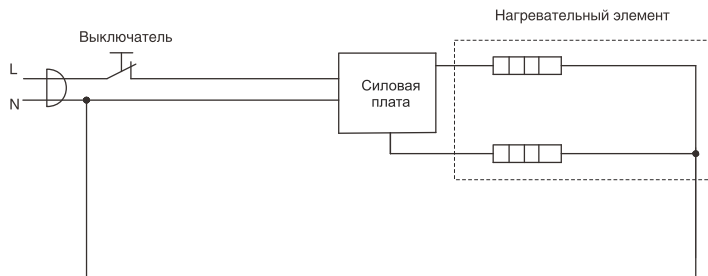 Нагревательный элемент
Выключатель
L
N
Силовая
плата